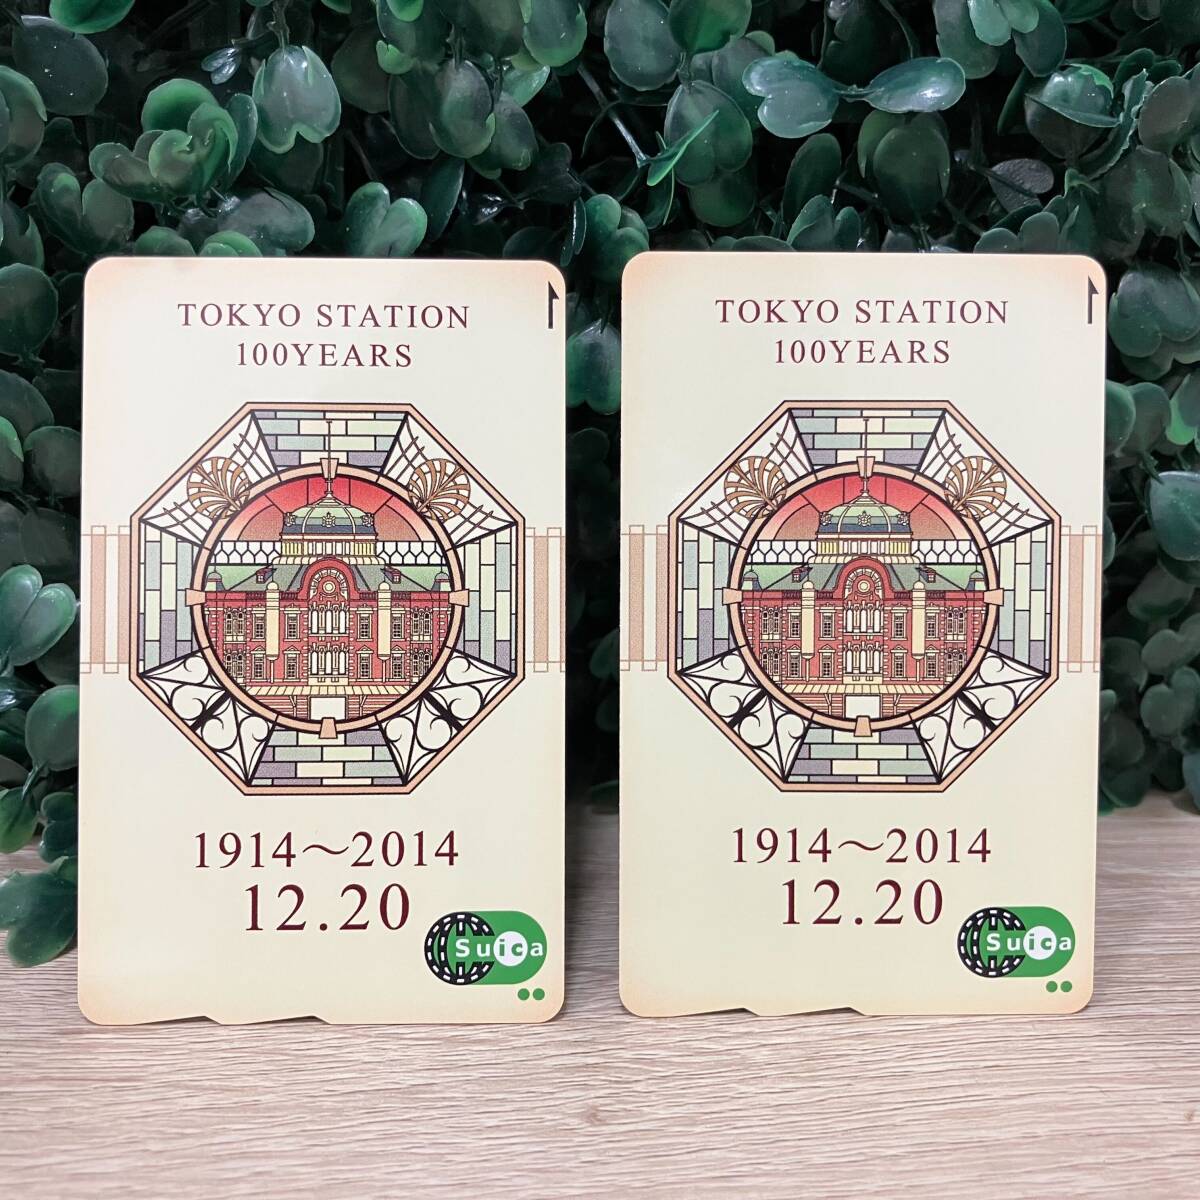 TOKYO STATION
100YEARS
1914～2014
12.20
Suica
TOKYO STATION
100YEARS
1914～2014
12.20
Suica